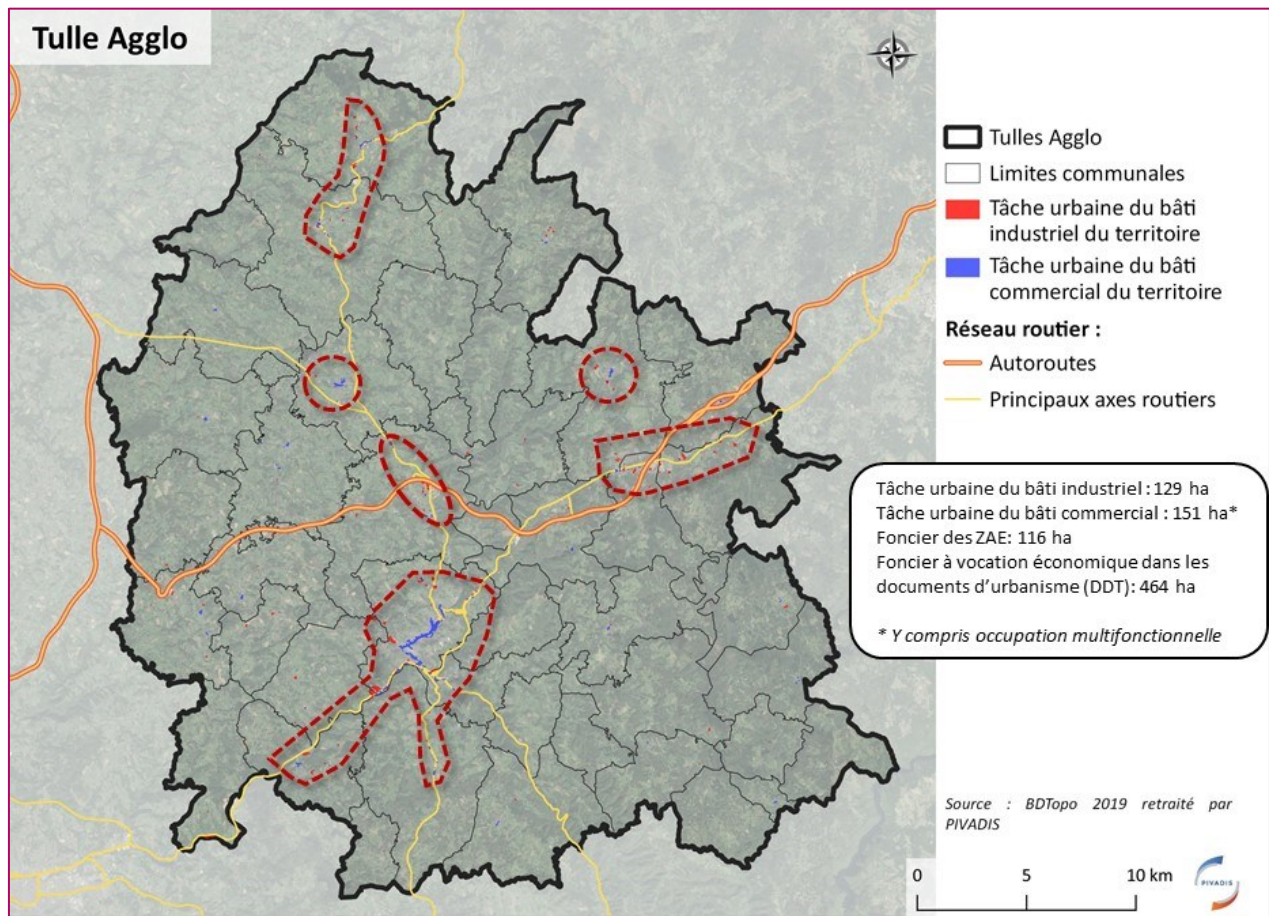 Tulle Agglo
Tulles Agglo
Limites communales
Tâche urbaine du bâti
industriel du territoire
Tâche urbaine du bâti
commercial du territoire
Réseau routier :
Autoroutes
Principaux axes routiers
Tâche urbaine du bâti industriel : 129 ha
Tâche urbaine du bâti commercial : 151 ha*
Foncier des ZAE: 116 ha
Foncier à vocation économique dans les
documents d'urbanisme (DDT): 464 ha
* Y compris occupation multifonctionnelle
Source : BDTopo 2019 retraité par
PIVADIS
0 5 10 km
PIVADIS